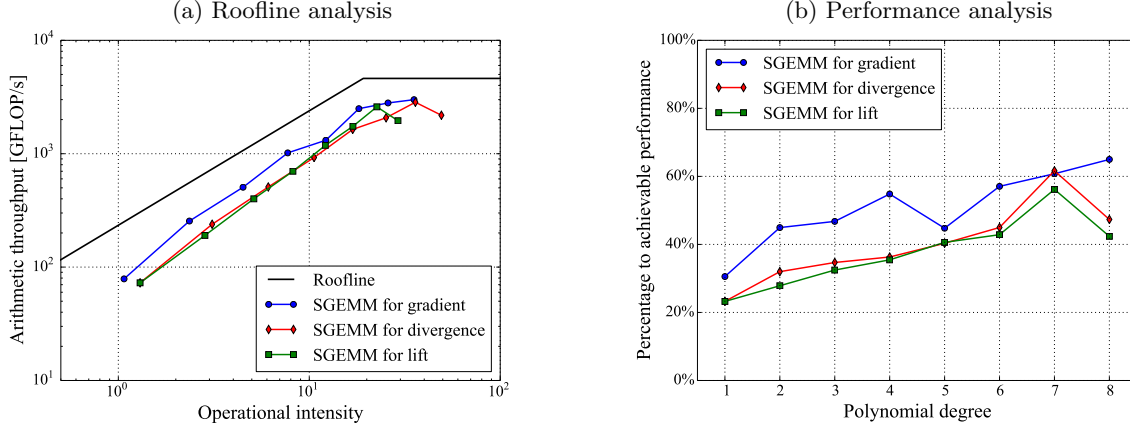 (a) Roofline analysis
10^4
10^3
10^2
10^1
Arithmetic throughput [GFLOP/s]
Roofline
SGEMM for gradient
SGEMM for divergence
SGEMM for lift
10^0
10^1
10^2
Operational intensity
(b) Performance analysis
100%
80%
60%
40%
20%
0%
Percentage to achievable performance
SGEMM for gradient
SGEMM for divergence
SGEMM for lift
1 2 3 4 5 6 7 8
Polynomial degree